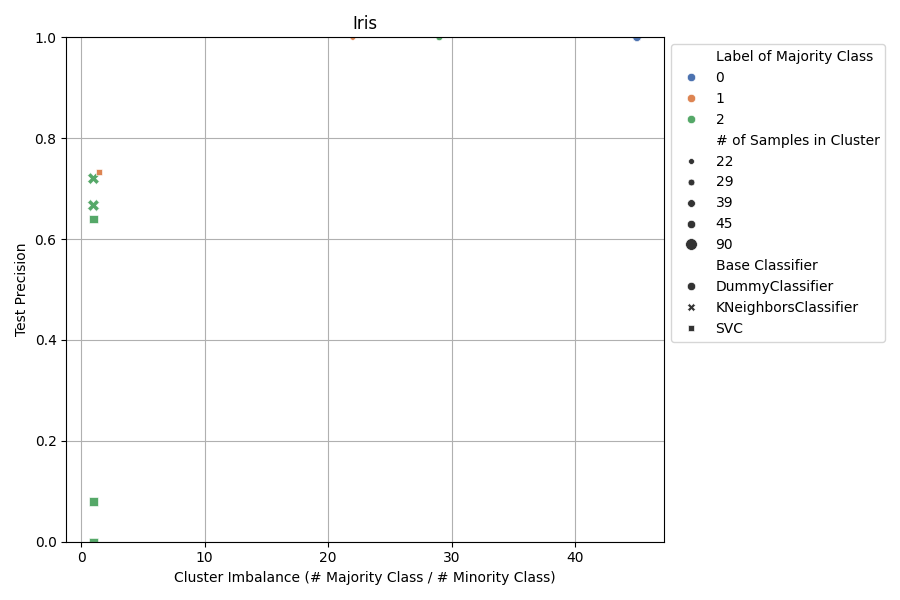 Iris
1.0
0.8
0.6
0.4
0.2
0.0
Test Precision
0
10
20
30
40
Cluster Imbalance (# Majority Class / # Minority Class)
Label of Majority Class
0
1
2
# of Samples in Cluster
22
29
39
45
90
Base Classifier
DummyClassifier
KNeighborsClassifier
SVC